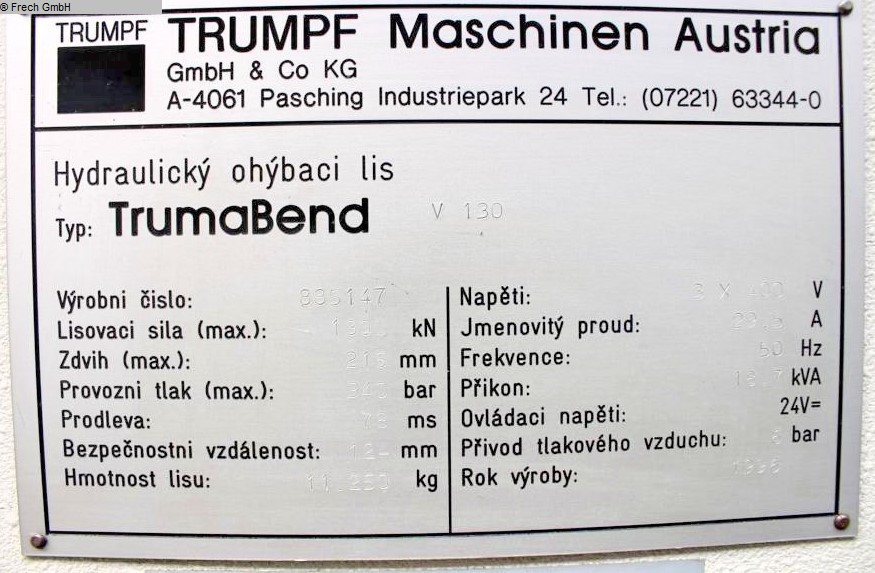 © Frech GmbH
TRUMPF
TRUMPF Maschinen Austria
GmbH & Co KG
A-4061 Pasching Industriepark 24 Tel.: (07221) 63344-0
Hydraulický ohýbaci lis
Typ: TrumaBend V 130
Výrobni čislo:
Lisovaci sila (max.): kN
Zdvih (max.): mm
Provozni tlak (max.): bar
Prodleva: ms
Bezpečnostni vzdálenost: mm
Hmotnost lisu: kg
Napěti: 3 X 400 V
Jmenovitý proud: A
Frekvence: 50 Hz
Přikon: kVA
Ovládaci napěti: 24V=
Přivod tlakového vzduchu: bar
Rok výroby: